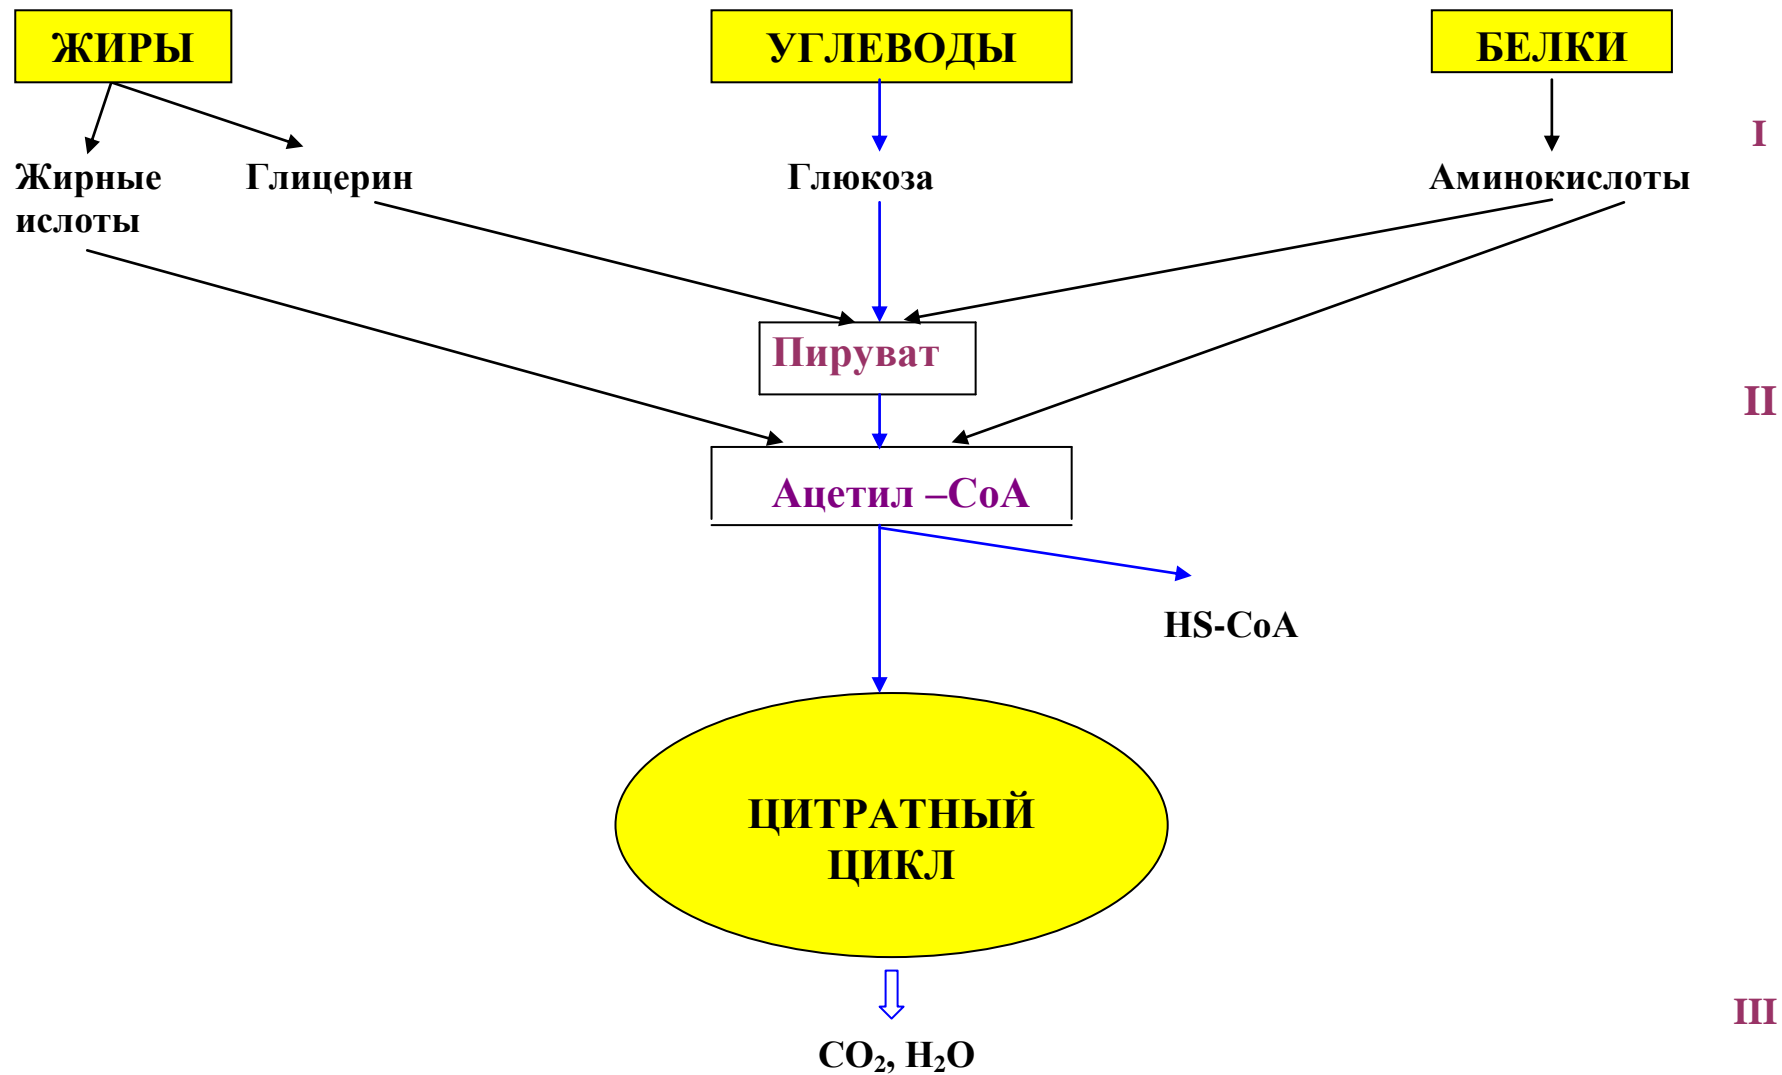 ЖИРЫ
УГЛЕВОДЫ
БЕЛКИ
I
Жирные
ислоты
Глицерин
Глюкоза
Аминокислоты
Пируват
II
Ацетил –CoA
HS-CoA
ЦИТРАТНЫЙ
ЦИКЛ
III
CO₂, H₂O